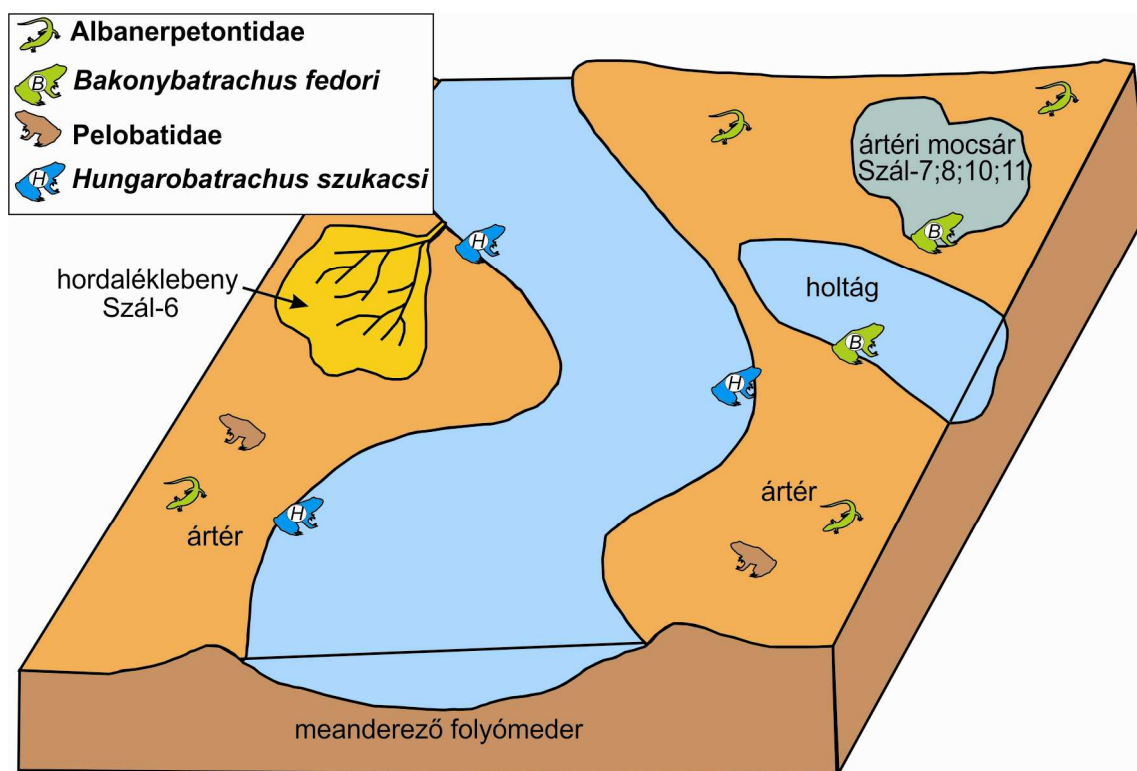 Albanerpetontidae
B
Bakonybatrachus fedori
Pelobatidae
H
Hungarobatrachus szukacsi
ártéri mocsár
Szál-7;8;10;11
B
H
hordaléklebeny
Szál-6
holtág
B
H
ártér
H
ártér
meanderező folyómeder